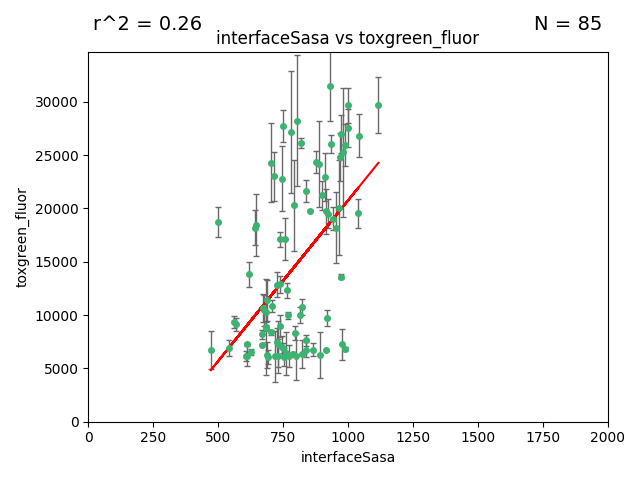 r^2 = 0.26
N = 85
interfaceSasa vs toxgreen_fluor
30000
25000
20000
15000
10000
5000
0
toxgreen_fluor
0 250 500 750 1000 1250 1500 1750 2000
interfaceSasa